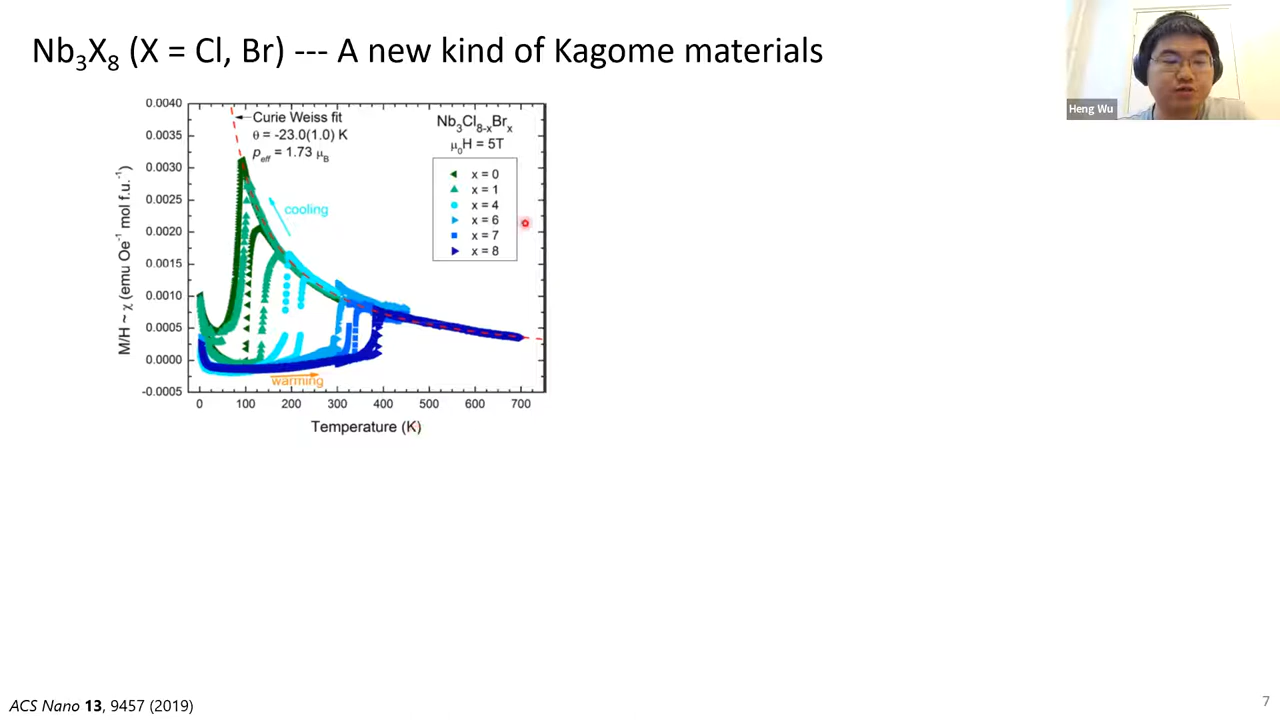 Nb₃X₈ (X = Cl, Br) --- A new kind of Kagome materials
Heng Wu
Curie Weiss fit
θ = -23.0(1.0) K
p_eff = 1.73 μ_B
Nb₃Cl₈₋ₓBrₓ
μ₀H = 5T
x = 0
x = 1
x = 4
x = 6
x = 7
x = 8
cooling
warming
0.0040
0.0035
0.0030
0.0025
0.0020
0.0015
0.0010
0.0005
0.0000
-0.0005
M/H ~ χ (emu Oe⁻¹ mol f.u.⁻¹)
0 100 200 300 400 500 600 700
Temperature (K)
ACS Nano 13, 9457 (2019)
7